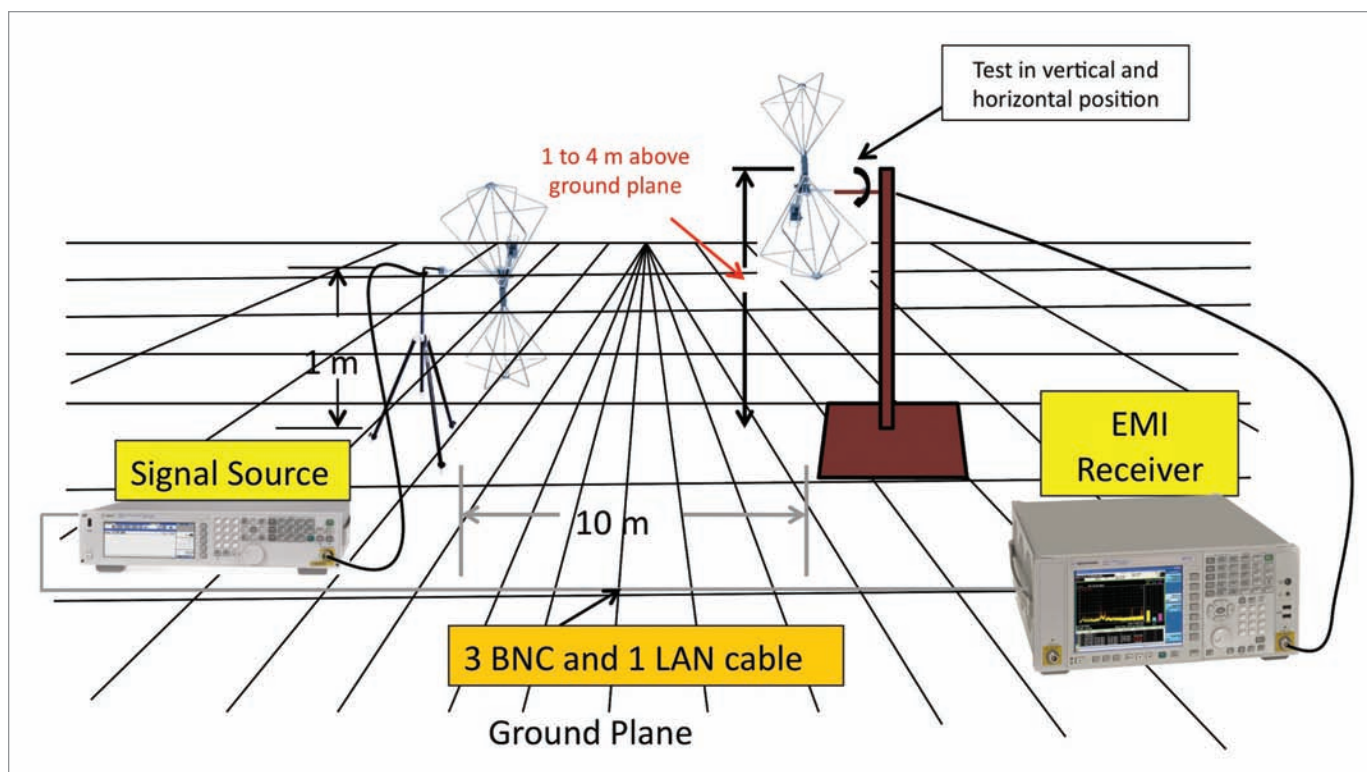 Test in vertical and
horizontal position
1 to 4 m above
ground plane
1 m
Signal Source
EMI
Receiver
10 m
3 BNC and 1 LAN cable
Ground Plane